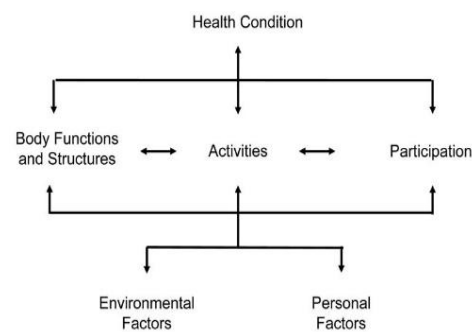 Health Condition
Body Functions
and Structures
Activities
Participation
Environmental
Factors
Personal
Factors